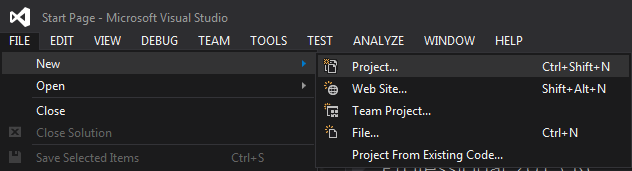 Start Page - Microsoft Visual Studio
FILE EDIT VIEW DEBUG TEAM TOOLS TEST ANALYZE WINDOW HELP
New
Open
Close
Close Solution
Save Selected Items Ctrl+S
Project... Ctrl+Shift+N
Web Site... Shift+Alt+N
Team Project...
File... Ctrl+N
Project From Existing Code...